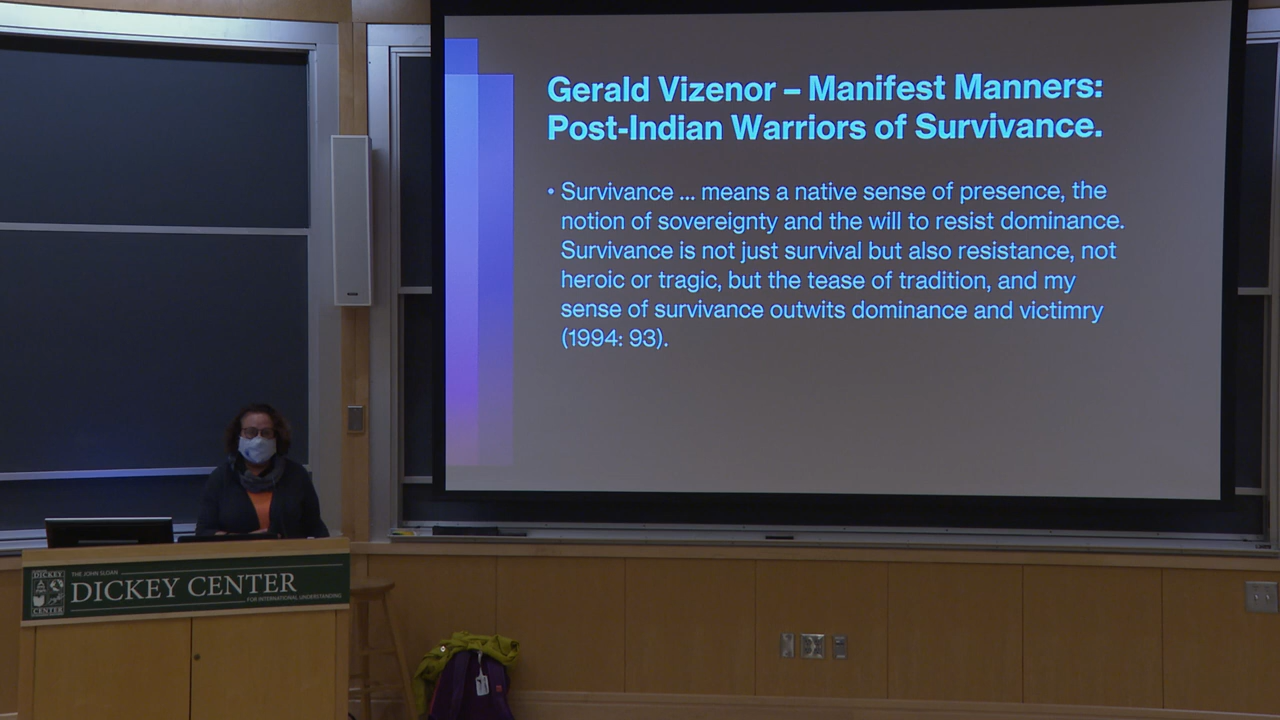 Gerald Vizenor – Manifest Manners:
Post-Indian Warriors of Survivance.
• Survivance ... means a native sense of presence, the
notion of sovereignty and the will to resist dominance.
Survivance is not just survival but also resistance, not
heroic or tragic, but the tease of tradition, and my
sense of survivance outwits dominance and victimry
(1994: 93).
DICKEY
CENTER
THE JOHN SLOAN
DICKEY CENTER
FOR INTERNATIONAL UNDERSTANDING